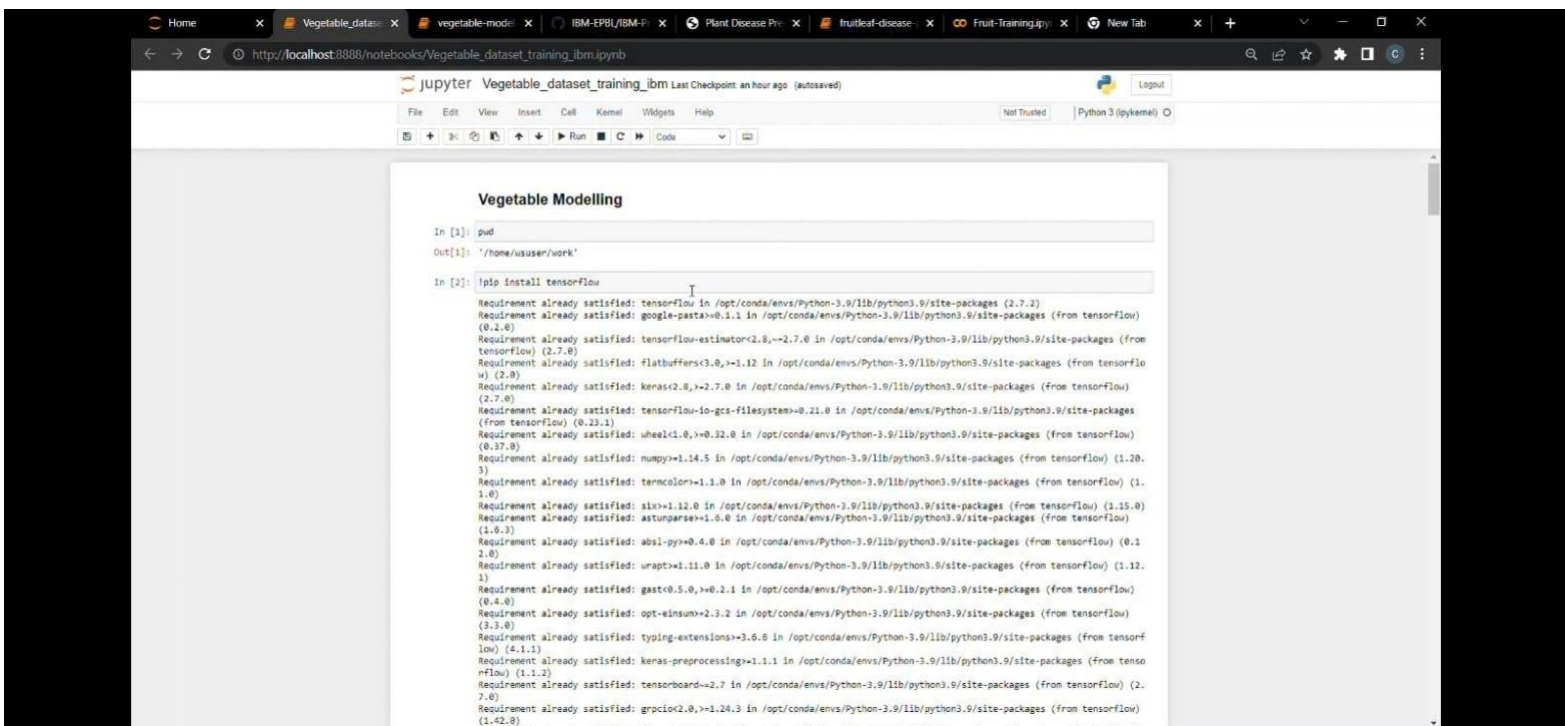 Home
Vegetable_datase
vegetable-model
IBM-EPBL/IBM-P
Plant Disease Pre
fruitleaf-disease-
CO Fruit-Training.ipy
New Tab
http://localhost:8888/notebooks/Vegetable_dataset_training_ibm.ipynb
C
jupyter Vegetable_dataset_training_ibm Last Checkpoint: an hour ago (autosaved)
Logout
File Edit View Insert Cell Kernel Widgets Help
Not Trusted
Python 3 (ipykernel)
Run
Code
Vegetable Modelling
In [1]: pwd
Out[1]: '/home/wsuser/work'
In [2]: !pip install tensorflow
Requirement already satisfied: tensorflow in /opt/conda/envs/Python-3.9/lib/python3.9/site-packages (2.7.2)
Requirement already satisfied: google-pasta>=0.1.1 in /opt/conda/envs/Python-3.9/lib/python3.9/site-packages (from tensorflow)
(0.2.0)
Requirement already satisfied: tensorflow-estimator<2.8,~=2.7.0 in /opt/conda/envs/Python-3.9/lib/python3.9/site-packages (from
tensorflow) (2.7.0)
Requirement already satisfied: flatbuffers<3.0,>=1.12 in /opt/conda/envs/Python-3.9/lib/python3.9/site-packages (from tensorflo
w) (2.0)
Requirement already satisfied: keras<2.8,>=2.7.0 in /opt/conda/envs/Python-3.9/lib/python3.9/site-packages (from tensorflow)
(2.7.0)
Requirement already satisfied: tensorflow-io-gcs-filesystem>=0.21.0 in /opt/conda/envs/Python-3.9/lib/python3.9/site-packages
(from tensorflow) (0.23.1)
Requirement already satisfied: wheel<1.0,>=0.32.0 in /opt/conda/envs/Python-3.9/lib/python3.9/site-packages (from tensorflow)
(0.37.0)
Requirement already satisfied: numpy>=1.14.5 in /opt/conda/envs/Python-3.9/lib/python3.9/site-packages (from tensorflow) (1.20.
3)
Requirement already satisfied: termcolor>=1.1.0 in /opt/conda/envs/Python-3.9/lib/python3.9/site-packages (from tensorflow) (1.
1.0)
Requirement already satisfied: six>=1.12.0 in /opt/conda/envs/Python-3.9/lib/python3.9/site-packages (from tensorflow) (1.15.0)
Requirement already satisfied: astunparse>=1.6.0 in /opt/conda/envs/Python-3.9/lib/python3.9/site-packages (from tensorflow)
(1.6.3)
Requirement already satisfied: absl-py>=0.4.0 in /opt/conda/envs/Python-3.9/lib/python3.9/site-packages (from tensorflow) (0.1
2.0)
Requirement already satisfied: wrapt>=1.11.0 in /opt/conda/envs/Python-3.9/lib/python3.9/site-packages (from tensorflow) (1.12.
1)
Requirement already satisfied: gast<0.5.0,>=0.2.1 in /opt/conda/envs/Python-3.9/lib/python3.9/site-packages (from tensorflow)
(0.4.0)
Requirement already satisfied: opt-einsum>=2.3.2 in /opt/conda/envs/Python-3.9/lib/python3.9/site-packages (from tensorflow)
(3.3.0)
Requirement already satisfied: typing-extensions>=3.6.6 in /opt/conda/envs/Python-3.9/lib/python3.9/site-packages (from tensorf
low) (4.1.1)
Requirement already satisfied: keras-preprocessing>=1.1.1 in /opt/conda/envs/Python-3.9/lib/python3.9/site-packages (from tenso
rflow) (1.1.2)
Requirement already satisfied: tensorboard~=2.7 in /opt/conda/envs/Python-3.9/lib/python3.9/site-packages (from tensorflow) (2.
7.0)
Requirement already satisfied: grpcio<2.0,>=1.24.3 in /opt/conda/envs/Python-3.9/lib/python3.9/site-packages (from tensorflow)
(1.42.0)